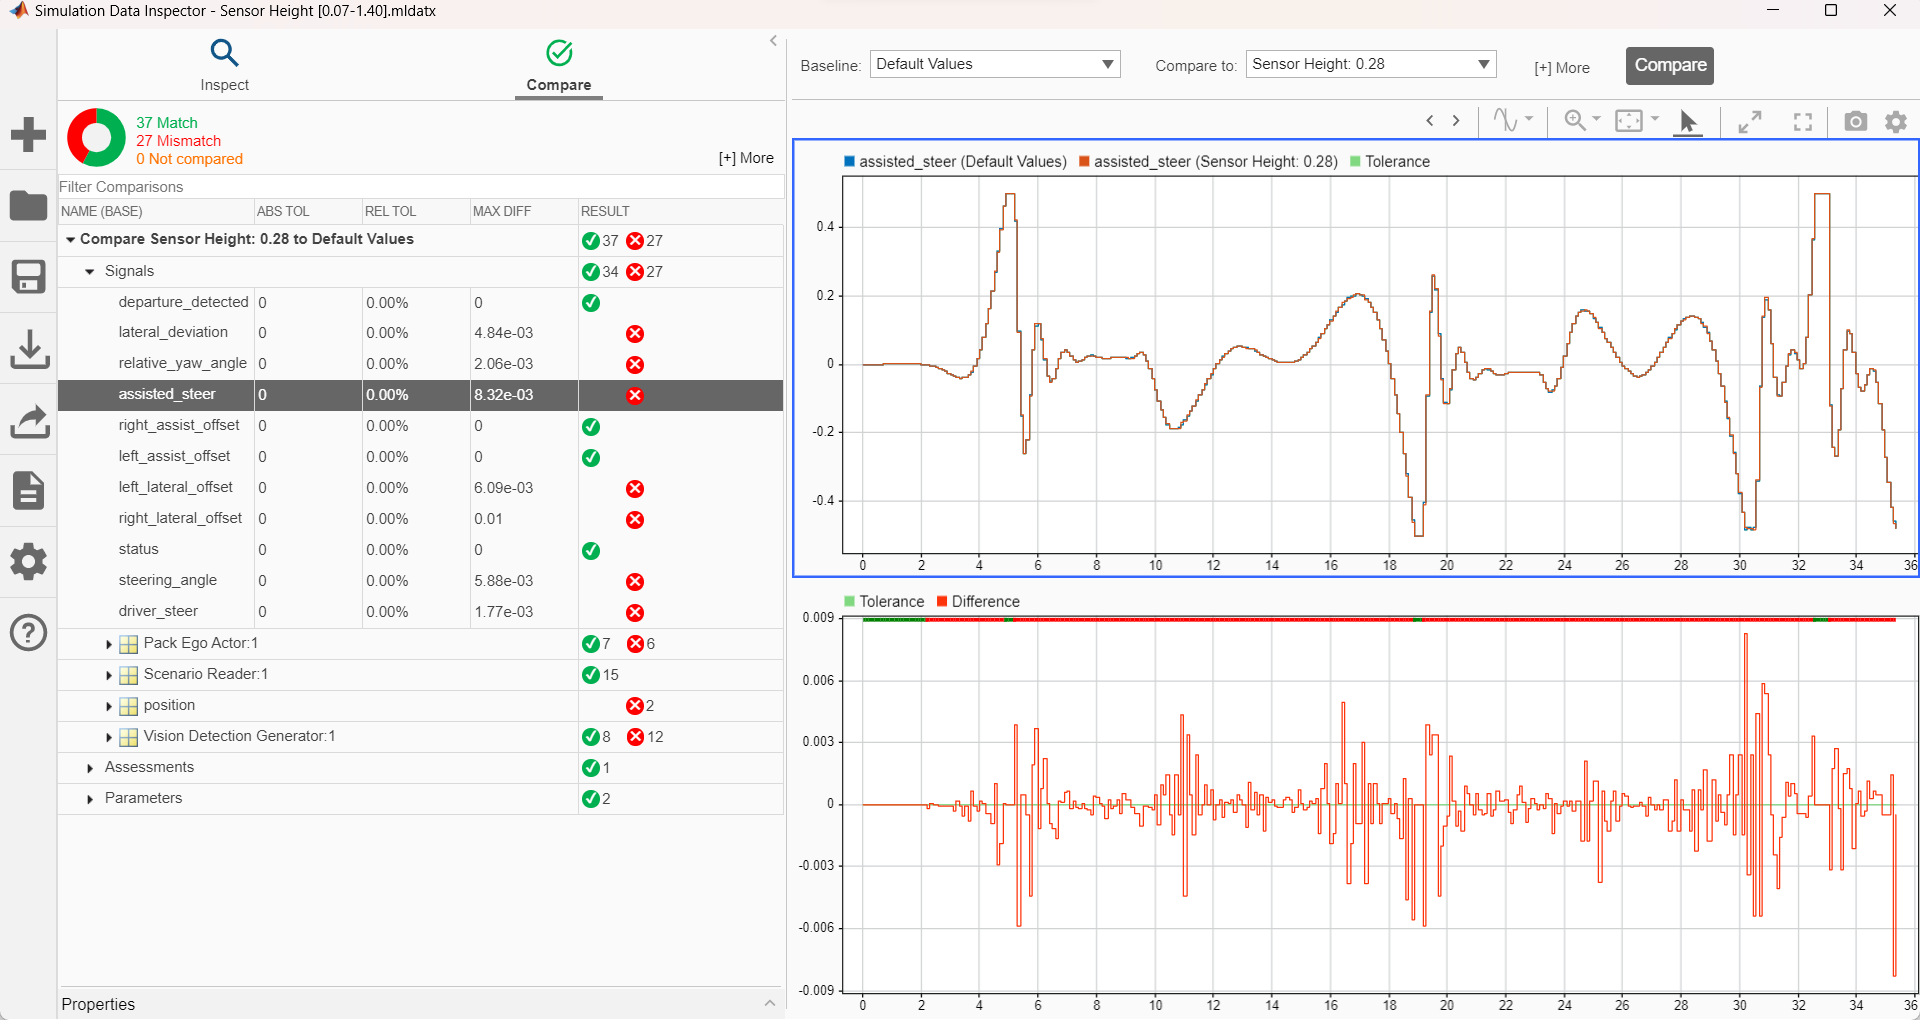 Simulation Data Inspector - Sensor Height [0.07-1.40].mldatx
Inspect
Compare
37 Match
27 Mismatch
0 Not compared
[+] More
Filter Comparisons
NAME (BASE) ABS TOL REL TOL MAX DIFF RESULT
Compare Sensor Height: 0.28 to Default Values 37 27
Signals 34 27
departure_detected 0 0.00% 0
lateral_deviation 0 0.00% 4.84e-03
relative_yaw_angle 0 0.00% 2.06e-03
assisted_steer 0 0.00% 8.32e-03
right_assist_offset 0 0.00% 0
left_assist_offset 0 0.00% 0
left_lateral_offset 0 0.00% 6.09e-03
right_lateral_offset 0 0.00% 0.01
status 0 0.00% 0
steering_angle 0 0.00% 5.88e-03
driver_steer 0 0.00% 1.77e-03
Pack Ego Actor:1 7 6
Scenario Reader:1 15
position 2
Vision Detection Generator:1 8 12
Assessments 1
Parameters 2
Properties
Baseline: Default Values Compare to: Sensor Height: 0.28 [+] More Compare
assisted_steer (Default Values) assisted_steer (Sensor Height: 0.28) Tolerance
0.4
0.2
0
-0.2
-0.4
0 2 4 6 8 10 12 14 16 18 20 22 24 26 28 30 32 34 36
Tolerance Difference
0.009
0.006
0.003
0
-0.003
-0.006
-0.009
0 2 4 6 8 10 12 14 16 18 20 22 24 26 28 30 32 34 36